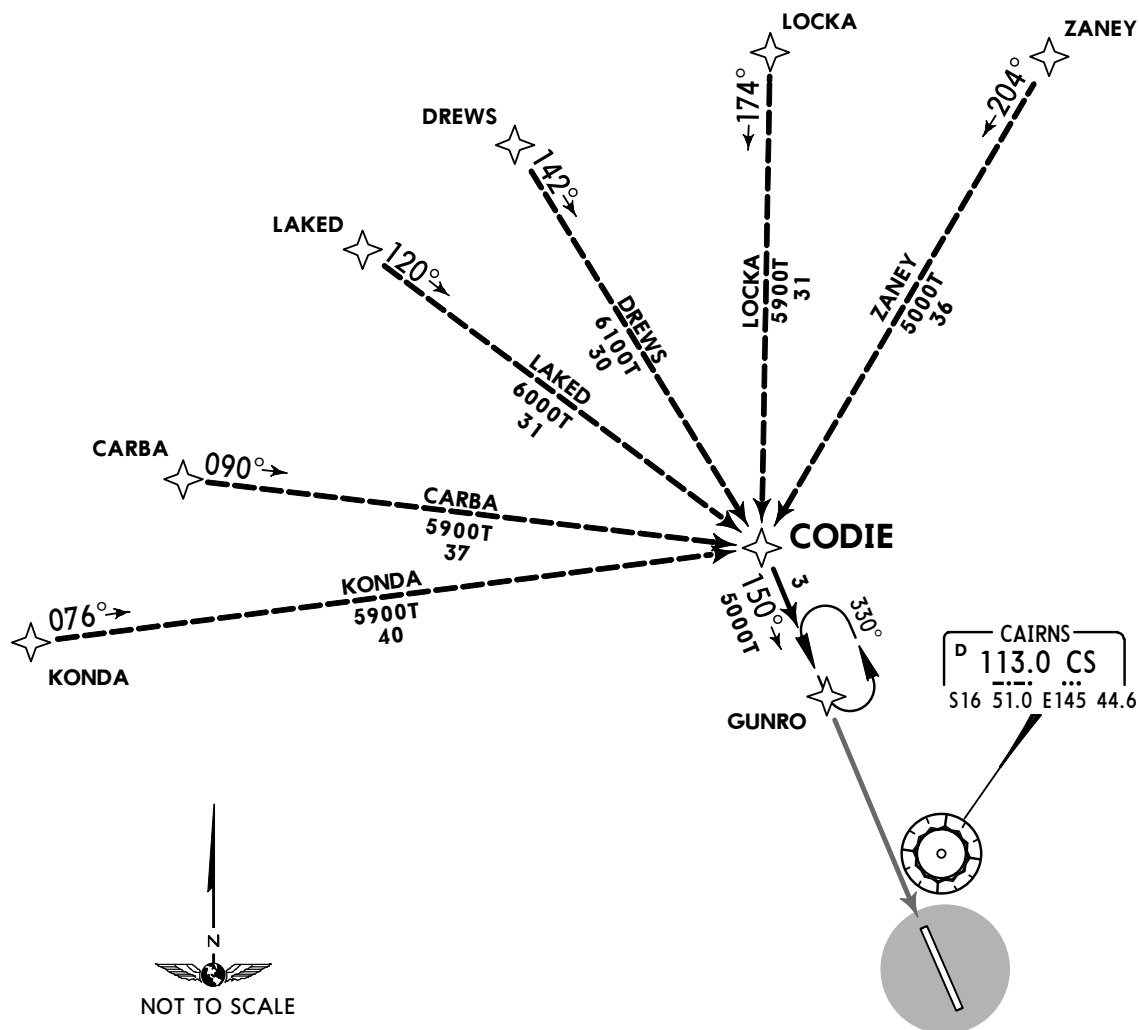 LOCKA
ZANEY
174°
204°
DREWS
142°
LAKED
120°
LOCKA
5900T
31
ZANEY
5000T
36
DREWS
6100T
30
LAKED
6000T
31
CARBA
090°
CARBA
5900T
37
CODIE
KONDA
5900T
40
076°
KONDA
3
150°
5000T
330°
GUNRO
CAIRNS
D 113.0 CS
S16 51.0 E145 44.6
N
NOT TO SCALE